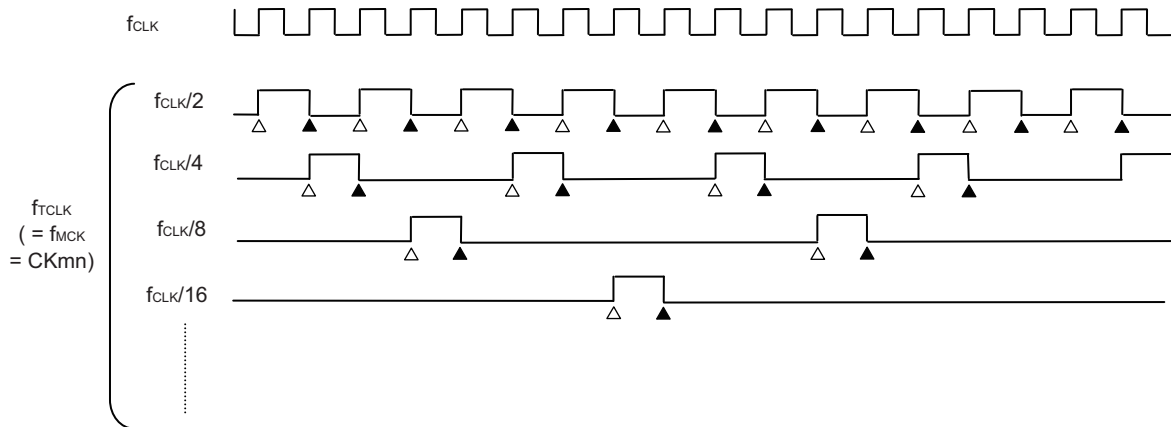 fCLK
fCLK/2
fCLK/4
fTCLK
( = fMCK
= CKmn)
fCLK/8
fCLK/16